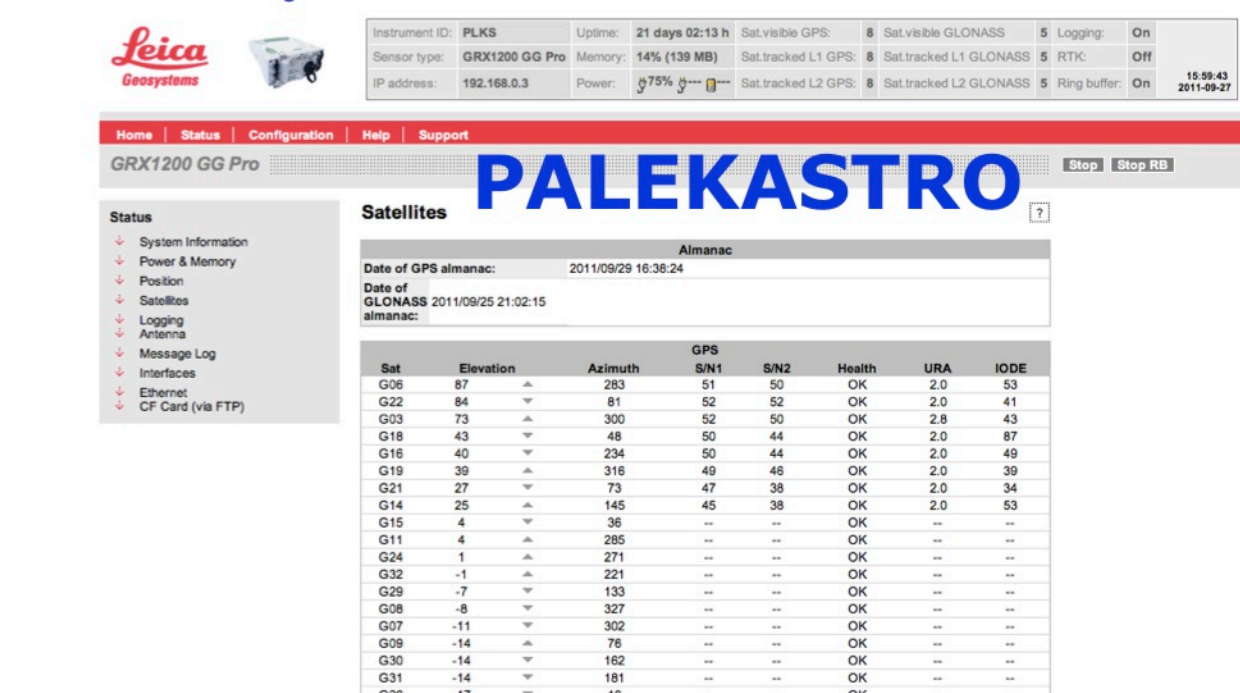 Leica
Geosystems
Instrument ID: PLKS Uptime: 21 days 02:13 h Sat.visible GPS: 8 Sat.visible GLONASS 5 Logging: On
Sensor type: GRX1200 GG Pro Memory: 14% (139 MB) Sat.tracked L1 GPS: 8 Sat.tracked L1 GLONASS 5 RTK: Off
IP address: 192.168.0.3 Power: 75% --- --- Sat.tracked L2 GPS: 8 Sat.tracked L2 GLONASS 5 Ring buffer: On
15:59:43
2011-09-27
Home | Status | Configuration | Help | Support
GRX1200 GG Pro
PALEKASTRO
Stop Stop RB
Status
System Information
Power & Memory
Position
Satellites
Logging
Antenna
Message Log
Interfaces
Ethernet
CF Card (via FTP)
Satellites
?
Almanac
Date of GPS almanac: 2011/09/29 16:38:24
Date of
GLONASS 2011/09/25 21:02:15
almanac:
GPS
Sat Elevation Azimuth S/N1 S/N2 Health URA IODE
G06 87 283 51 50 OK 2.0 53
G22 84 81 52 52 OK 2.0 41
G03 73 300 52 50 OK 2.8 43
G18 43 48 50 44 OK 2.0 87
G16 40 234 50 44 OK 2.0 49
G19 39 316 49 46 OK 2.0 39
G21 27 73 47 38 OK 2.0 34
G14 25 145 45 38 OK 2.0 53
G15 4 36 -- -- OK -- --
G11 4 285 -- -- OK -- --
G24 1 271 -- -- OK -- --
G32 -1 221 -- -- OK -- --
G29 -7 133 -- -- OK -- --
G08 -8 327 -- -- OK -- --
G07 -11 302 -- -- OK -- --
G09 -14 76 -- -- OK -- --
G30 -14 162 -- -- OK -- --
G31 -14 181 -- -- OK -- --